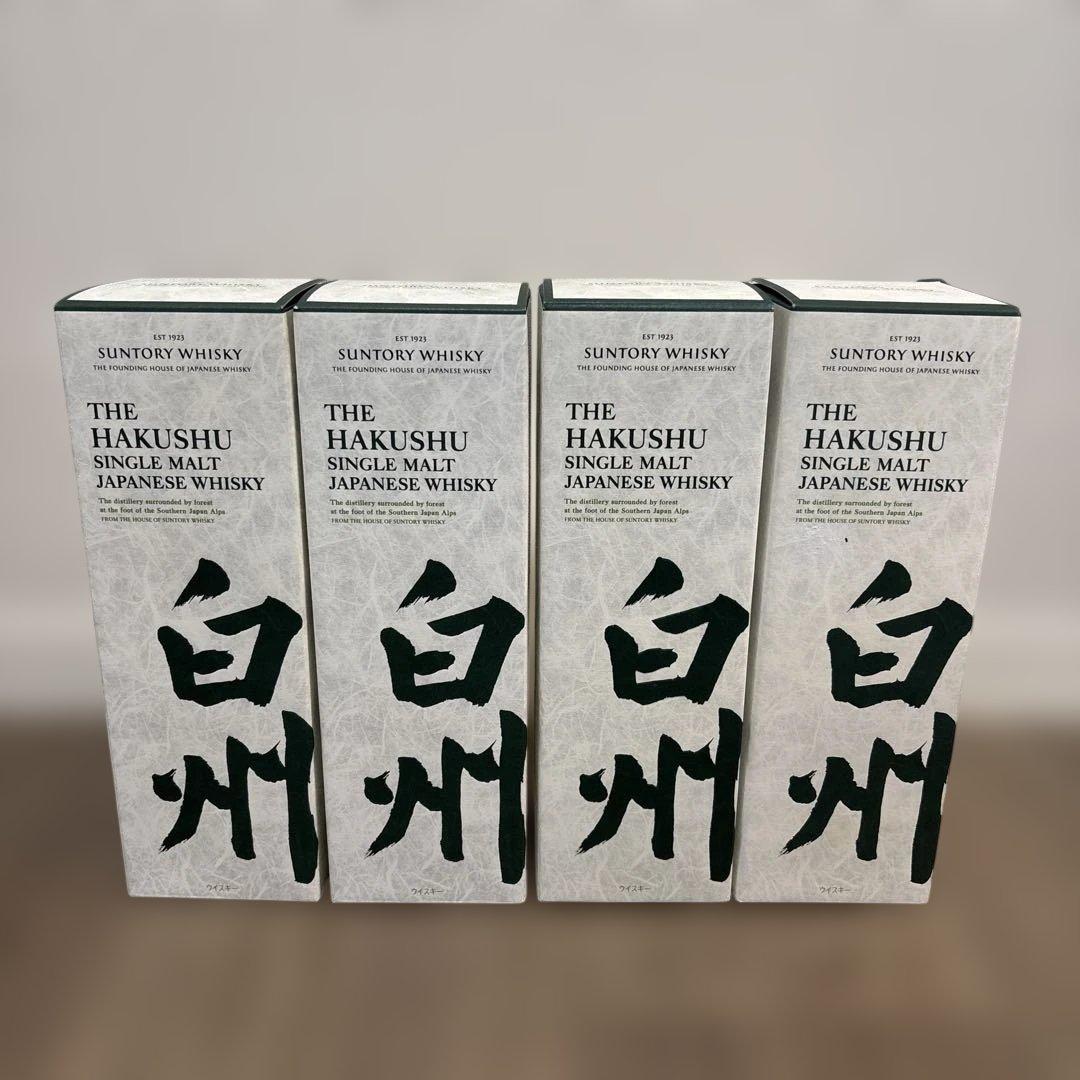 EST 1923
SUNTORY WHISKY
THE FOUNDING HOUSE OF JAPANESE WHISKY
THE
HAKUSHU
SINGLE MALT
JAPANESE WHISKY
The distillery surrounded by forest
at the foot of the Southern Japan Alps
FROM THE HOUSE OF SUNTORY WHISKY
白州
ウイスキー
EST 1923
SUNTORY WHISKY
THE FOUNDING HOUSE OF JAPANESE WHISKY
THE
HAKUSHU
SINGLE MALT
JAPANESE WHISKY
The distillery surrounded by forest
at the foot of the Southern Japan Alps
FROM THE HOUSE OF SUNTORY WHISKY
白州
ウイスキー
EST 1923
SUNTORY WHISKY
THE FOUNDING HOUSE OF JAPANESE WHISKY
THE
HAKUSHU
SINGLE MALT
JAPANESE WHISKY
The distillery surrounded by forest
at the foot of the Southern Japan Alps
FROM THE HOUSE OF SUNTORY WHISKY
白州
ウイスキー
EST 1923
SUNTORY WHISKY
THE FOUNDING HOUSE OF JAPANESE WHISKY
THE
HAKUSHU
SINGLE MALT
JAPANESE WHISKY
The distillery surrounded by forest
at the foot of the Southern Japan Alps
FROM THE HOUSE OF SUNTORY WHISKY
白州
ウイスキー